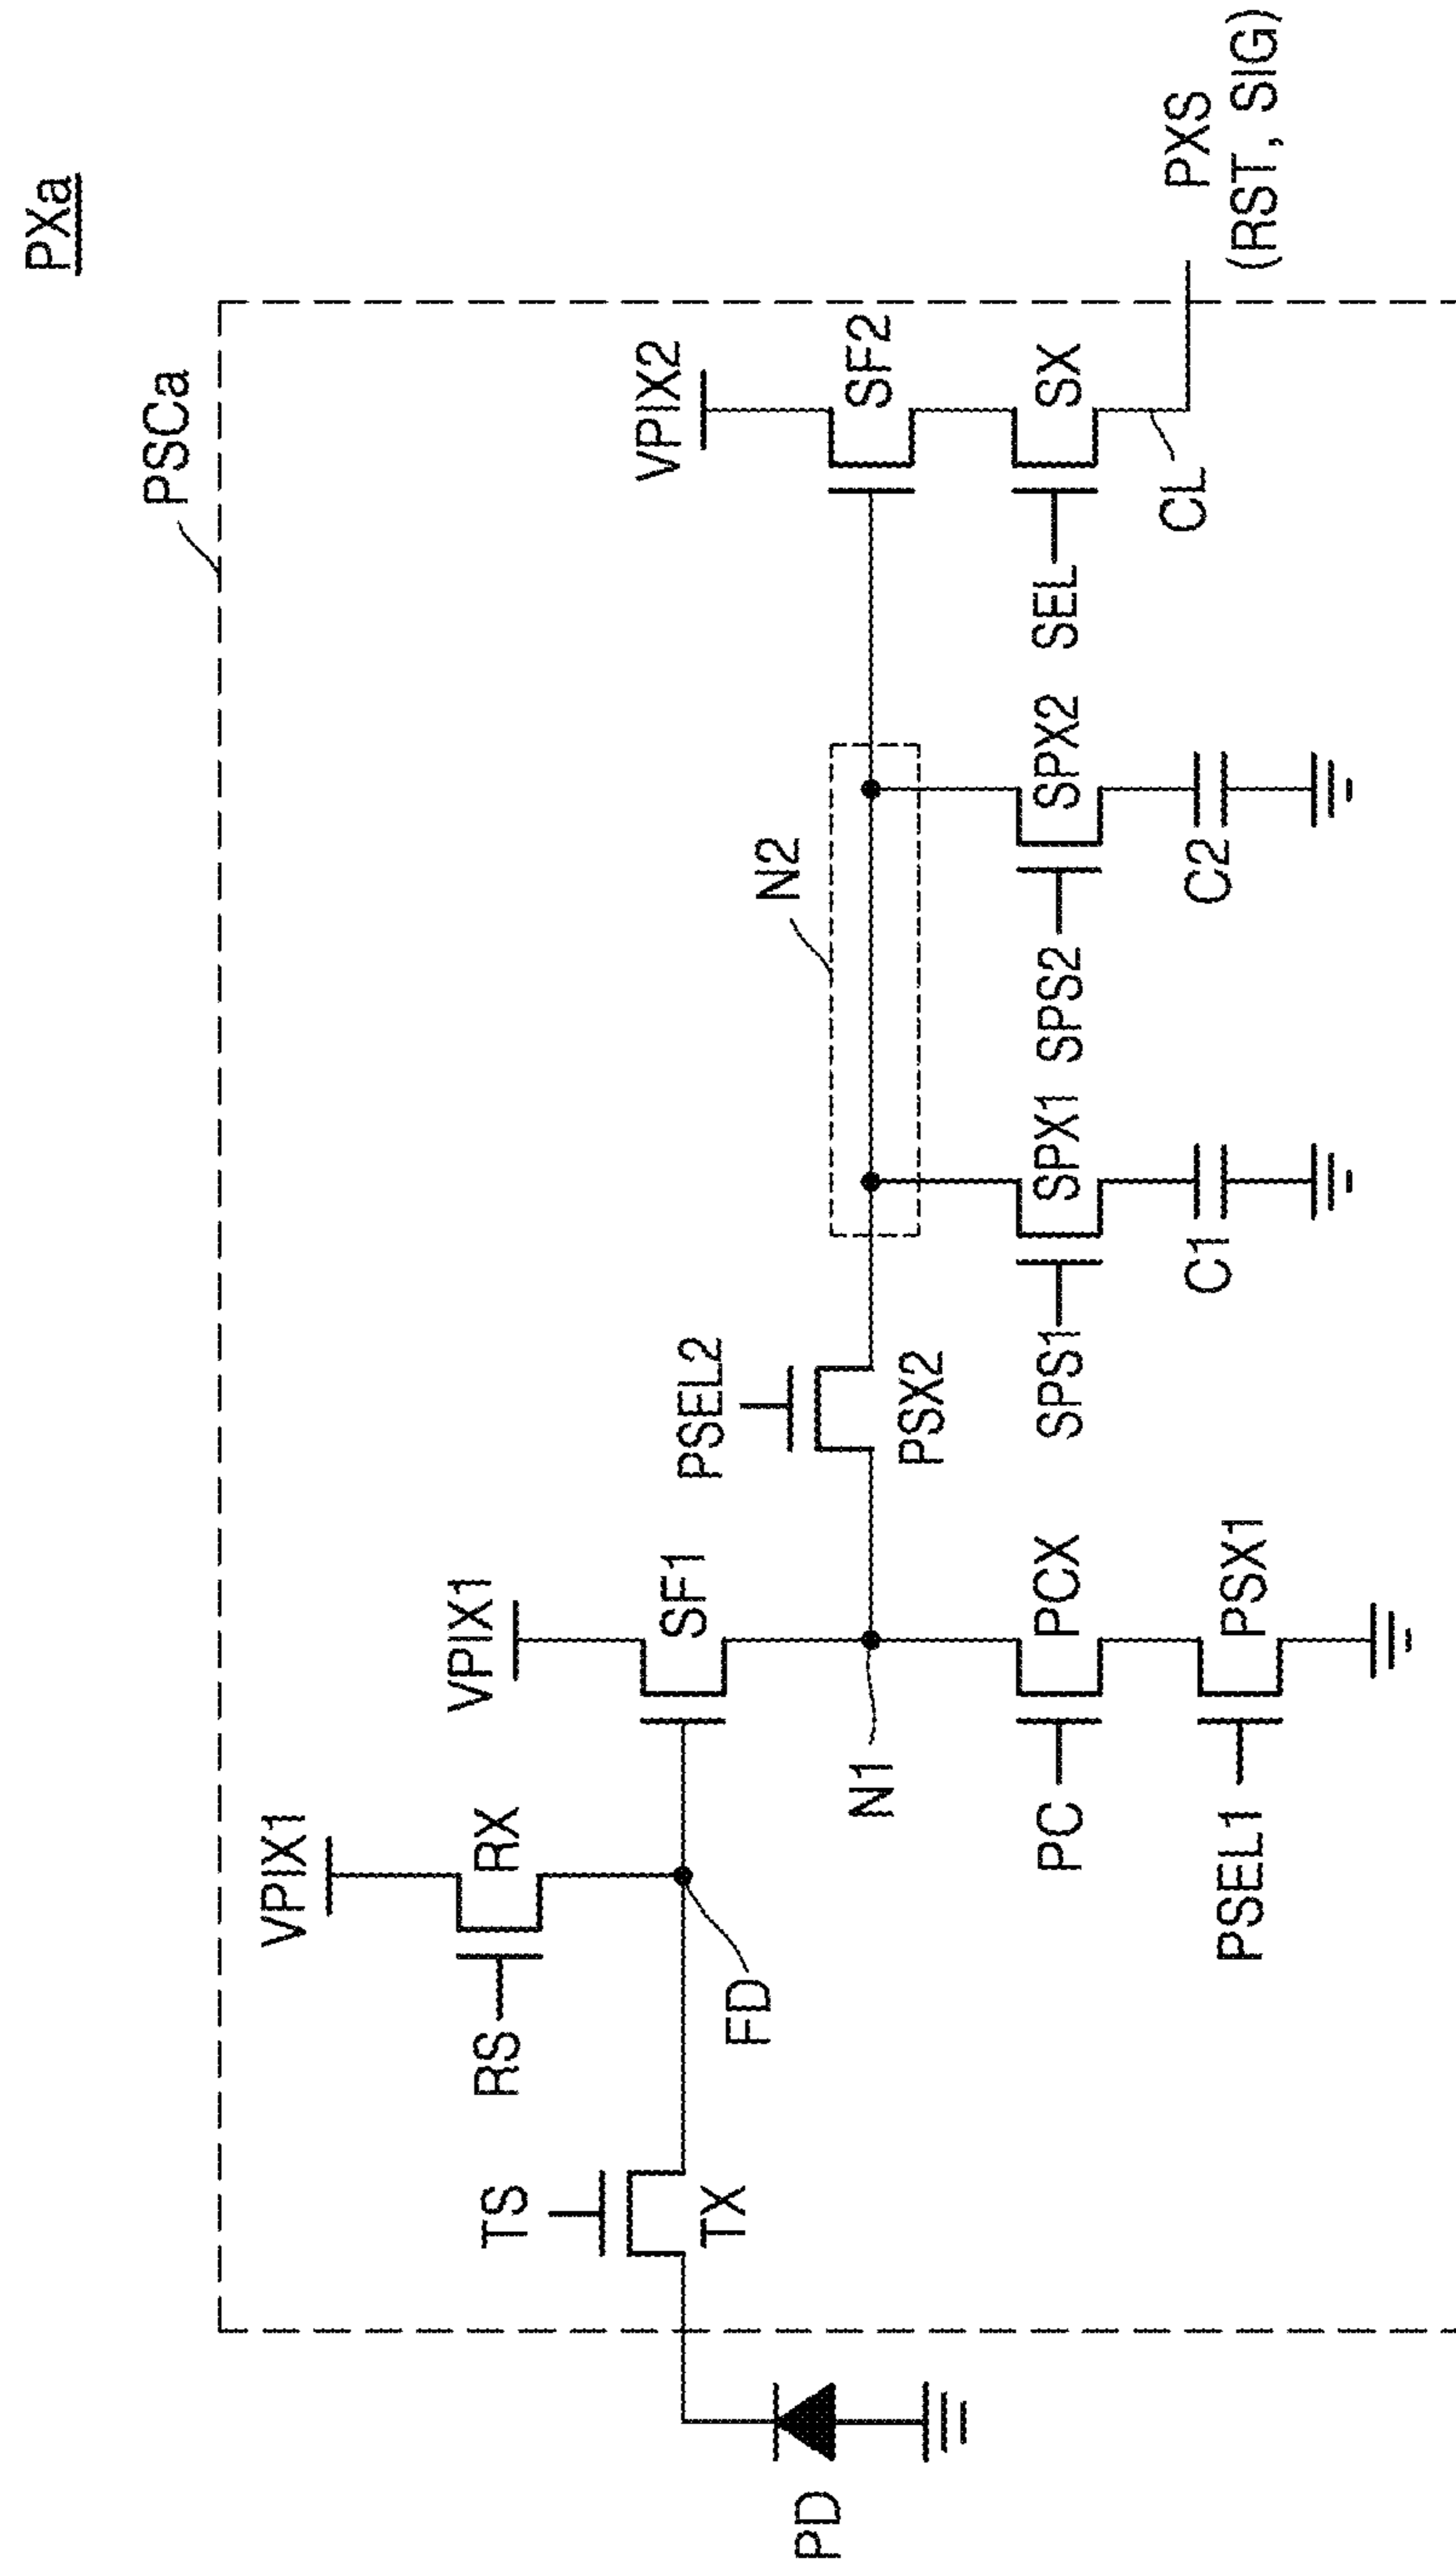 PXa
PSCa
VPIX1
RS
RX
TS
TX
FD
PD
VPIX1
SF1
N1
PC
PCX
PSEL1
PSX1
PSEL2
PSX2
N2
SPS1
SPX1
C1
SPS2
SPX2
C2
VPIX2
SF2
SEL
SX
CL
PXS
(RST, SIG)